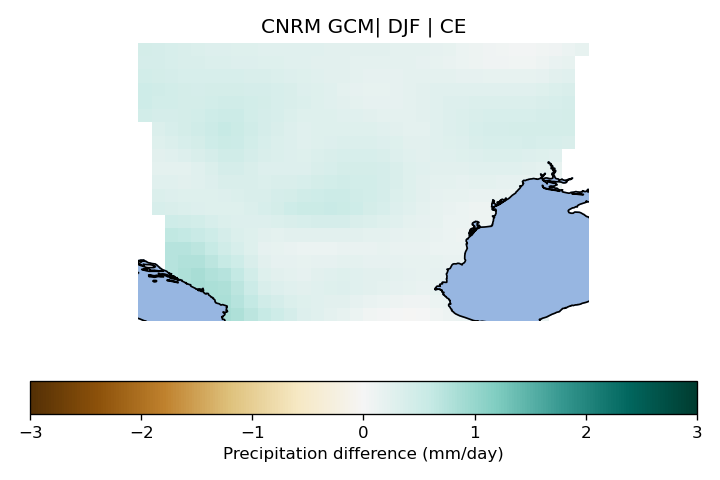 CNRM GCM| DJF | CE
−3 −2 −1 0 1 2 3
Precipitation difference (mm/day)